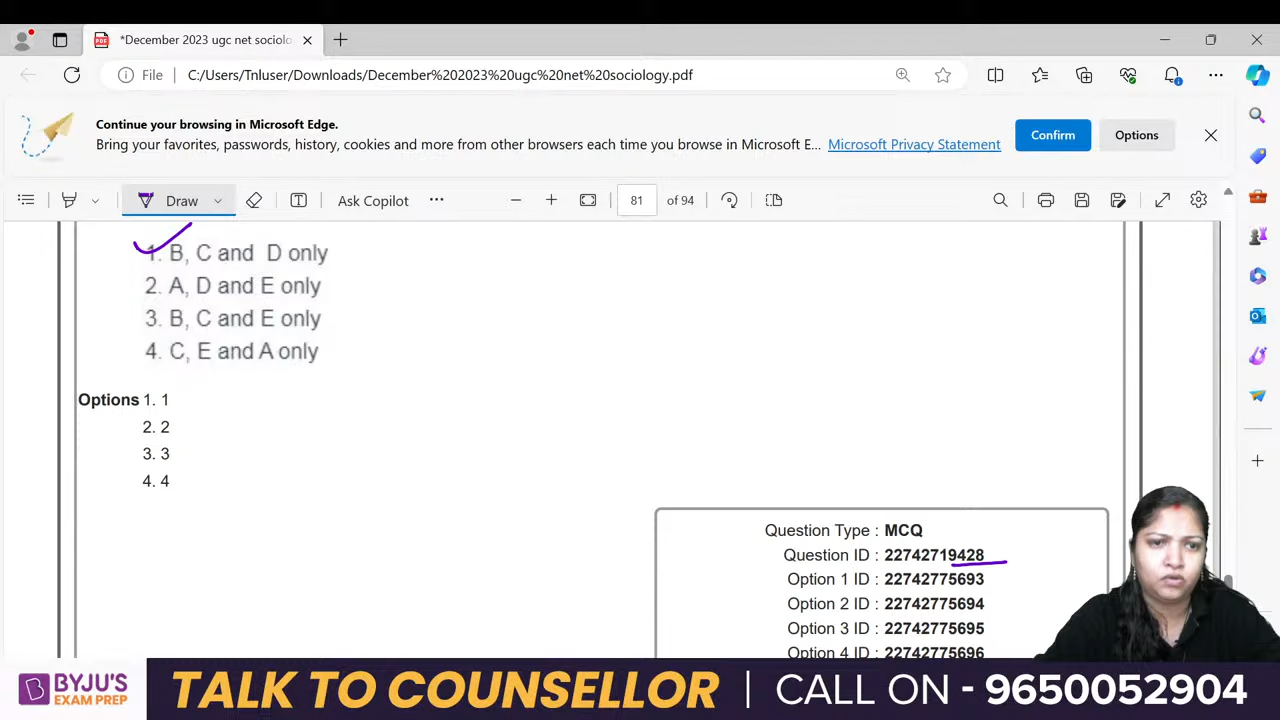 *December 2023 ugc net sociolo
File C:/Users/Tnluser/Downloads/December%202023%20ugc%20net%20sociology.pdf
Continue your browsing in Microsoft Edge.
Bring your favorites, passwords, history, cookies and more from other browsers each time you browse in Microsoft E... Microsoft Privacy Statement
Confirm
Options
Draw
Ask Copilot
81 of 94
1. B, C and D only
2. A, D and E only
3. B, C and E only
4. C, E and A only
Options 1. 1
2. 2
3. 3
4. 4
Question Type : MCQ
Question ID : 22742719428
Option 1 ID : 22742775693
Option 2 ID : 22742775694
Option 3 ID : 22742775695
Option 4 ID : 22742775696
BYJU'S
EXAM PREP
TALK TO COUNSELLOR | CALL ON - 9650052904